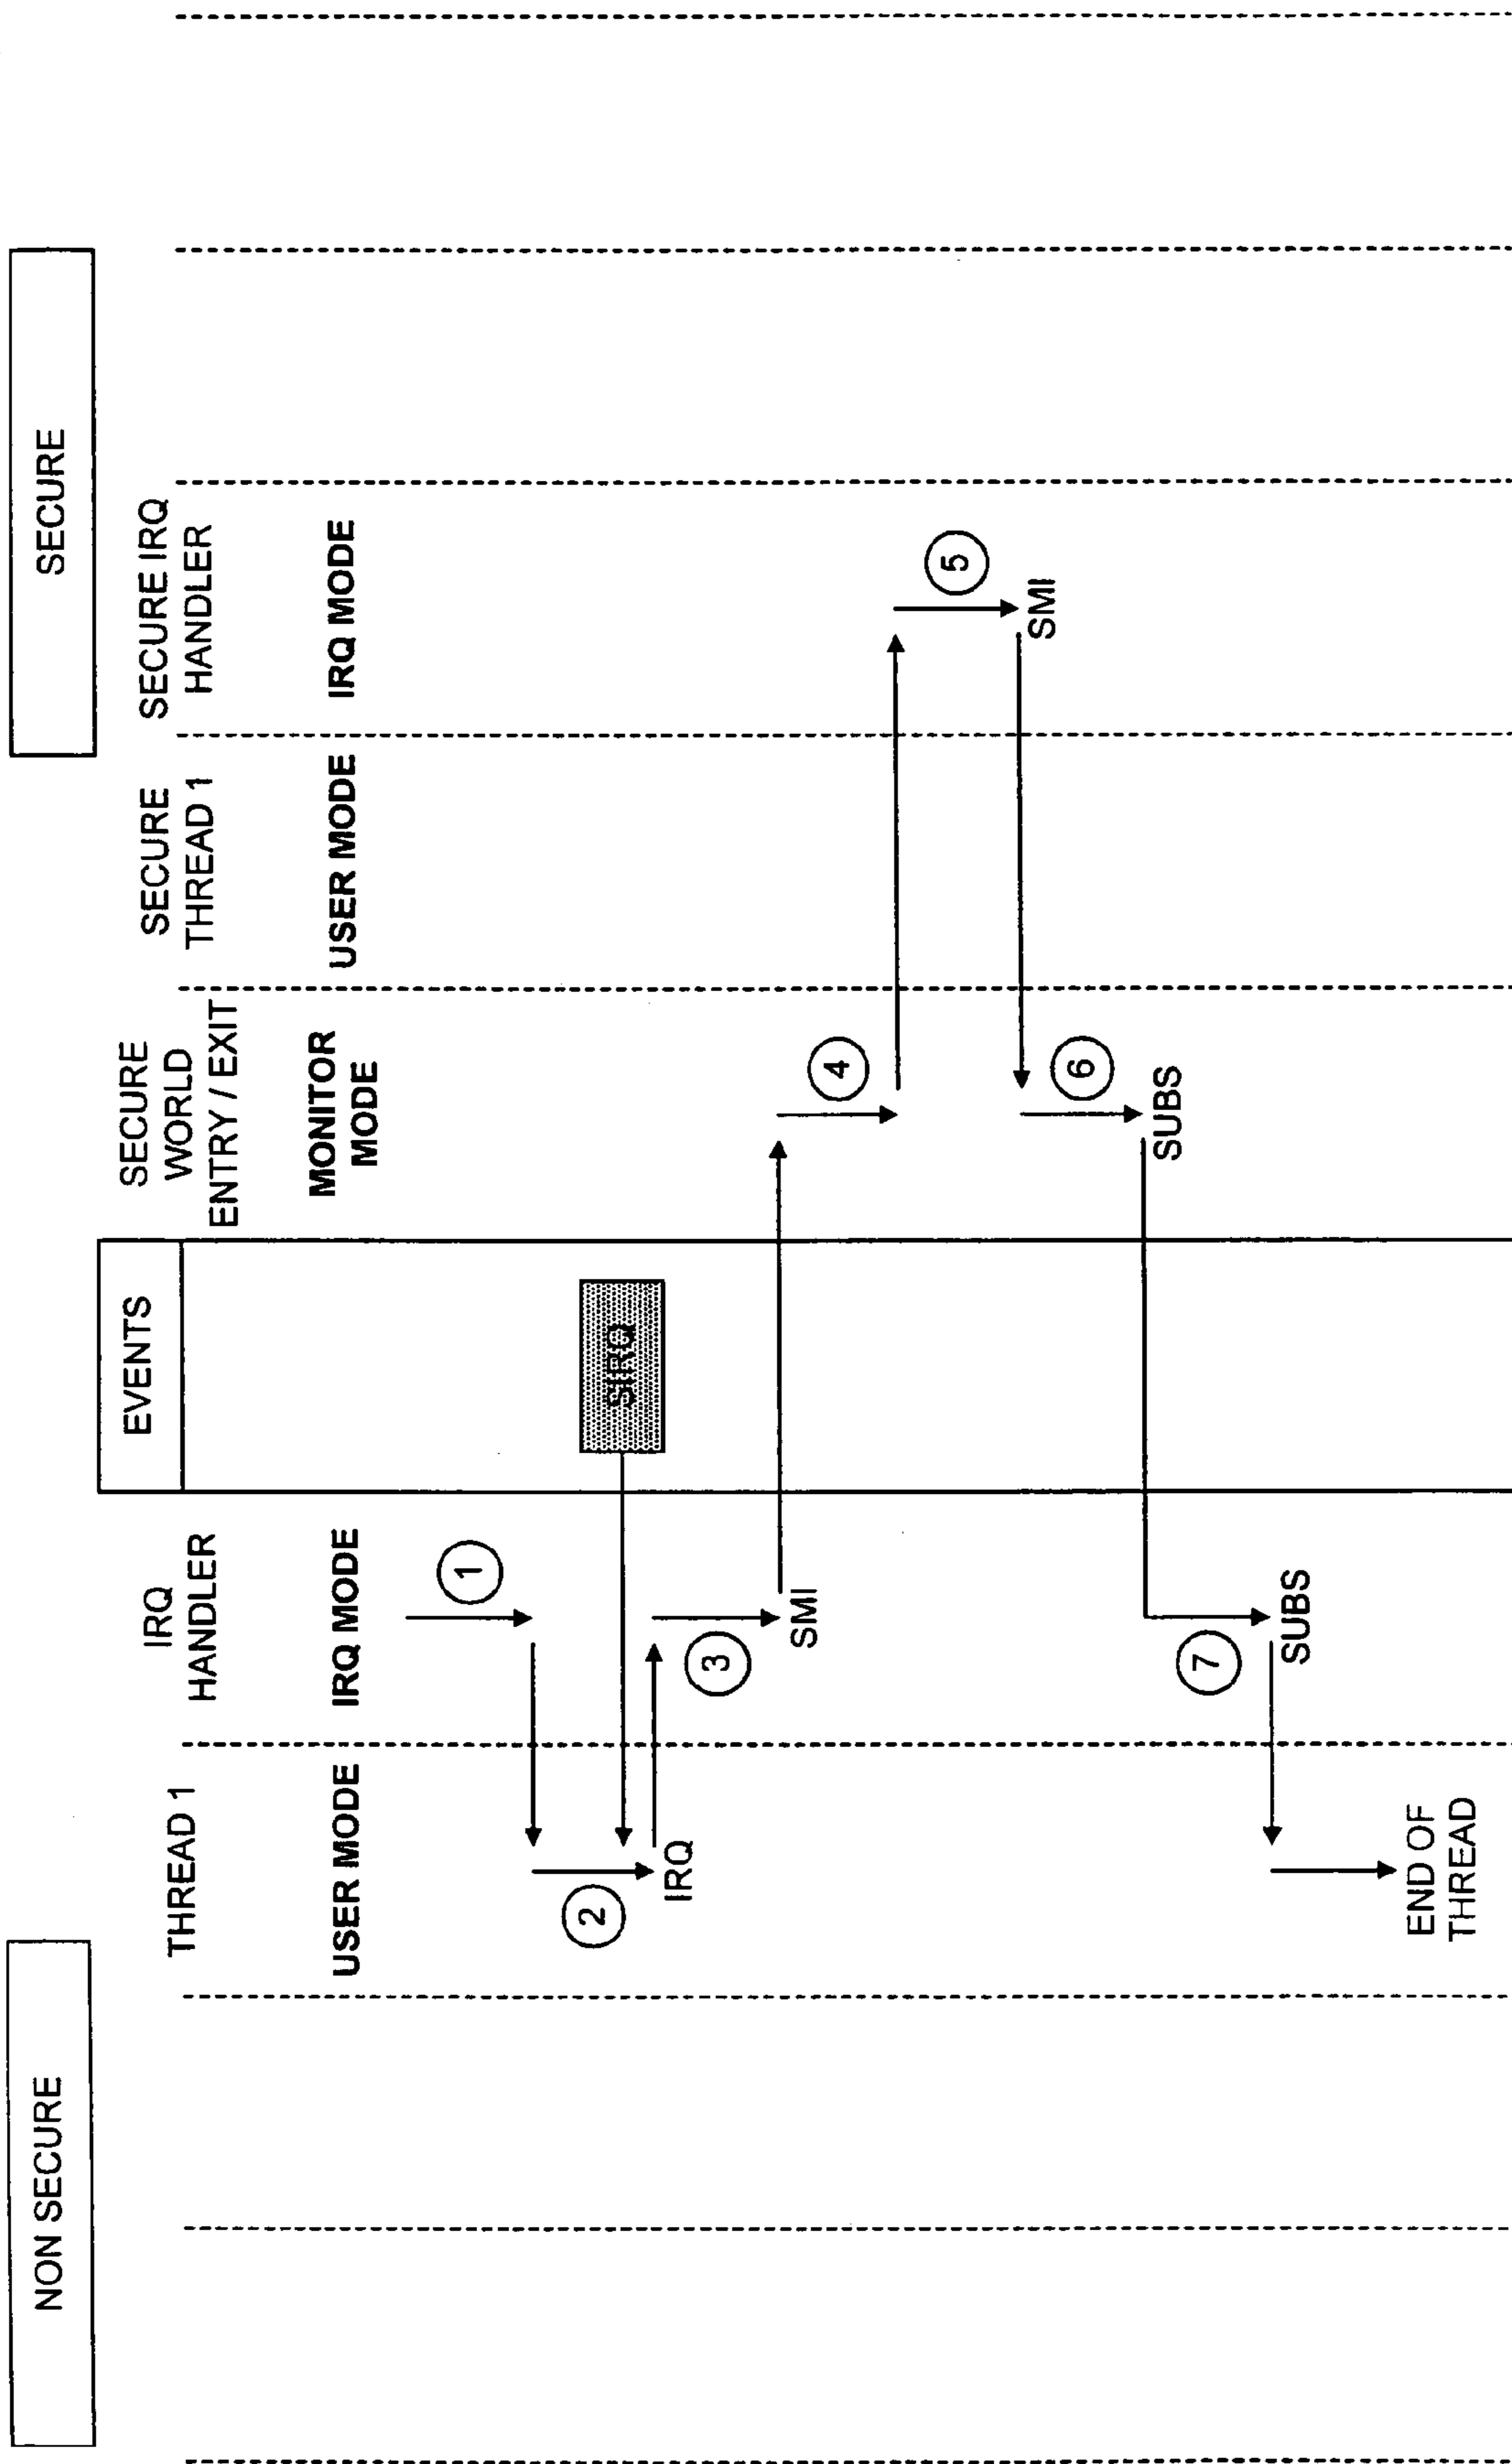 NON SECURE
SECURE
EVENTS
THREAD 1
IRQ
HANDLER
SECURE
WORLD
ENTRY / EXIT
SECURE
THREAD 1
SECURE IRQ
HANDLER
USER MODE
IRQ MODE
MONITOR
MODE
USER MODE
IRQ MODE
1
SIRQ
2
IRQ
3
SMI
4
5
SMI
6
SUBS
7
SUBS
END OF
THREAD